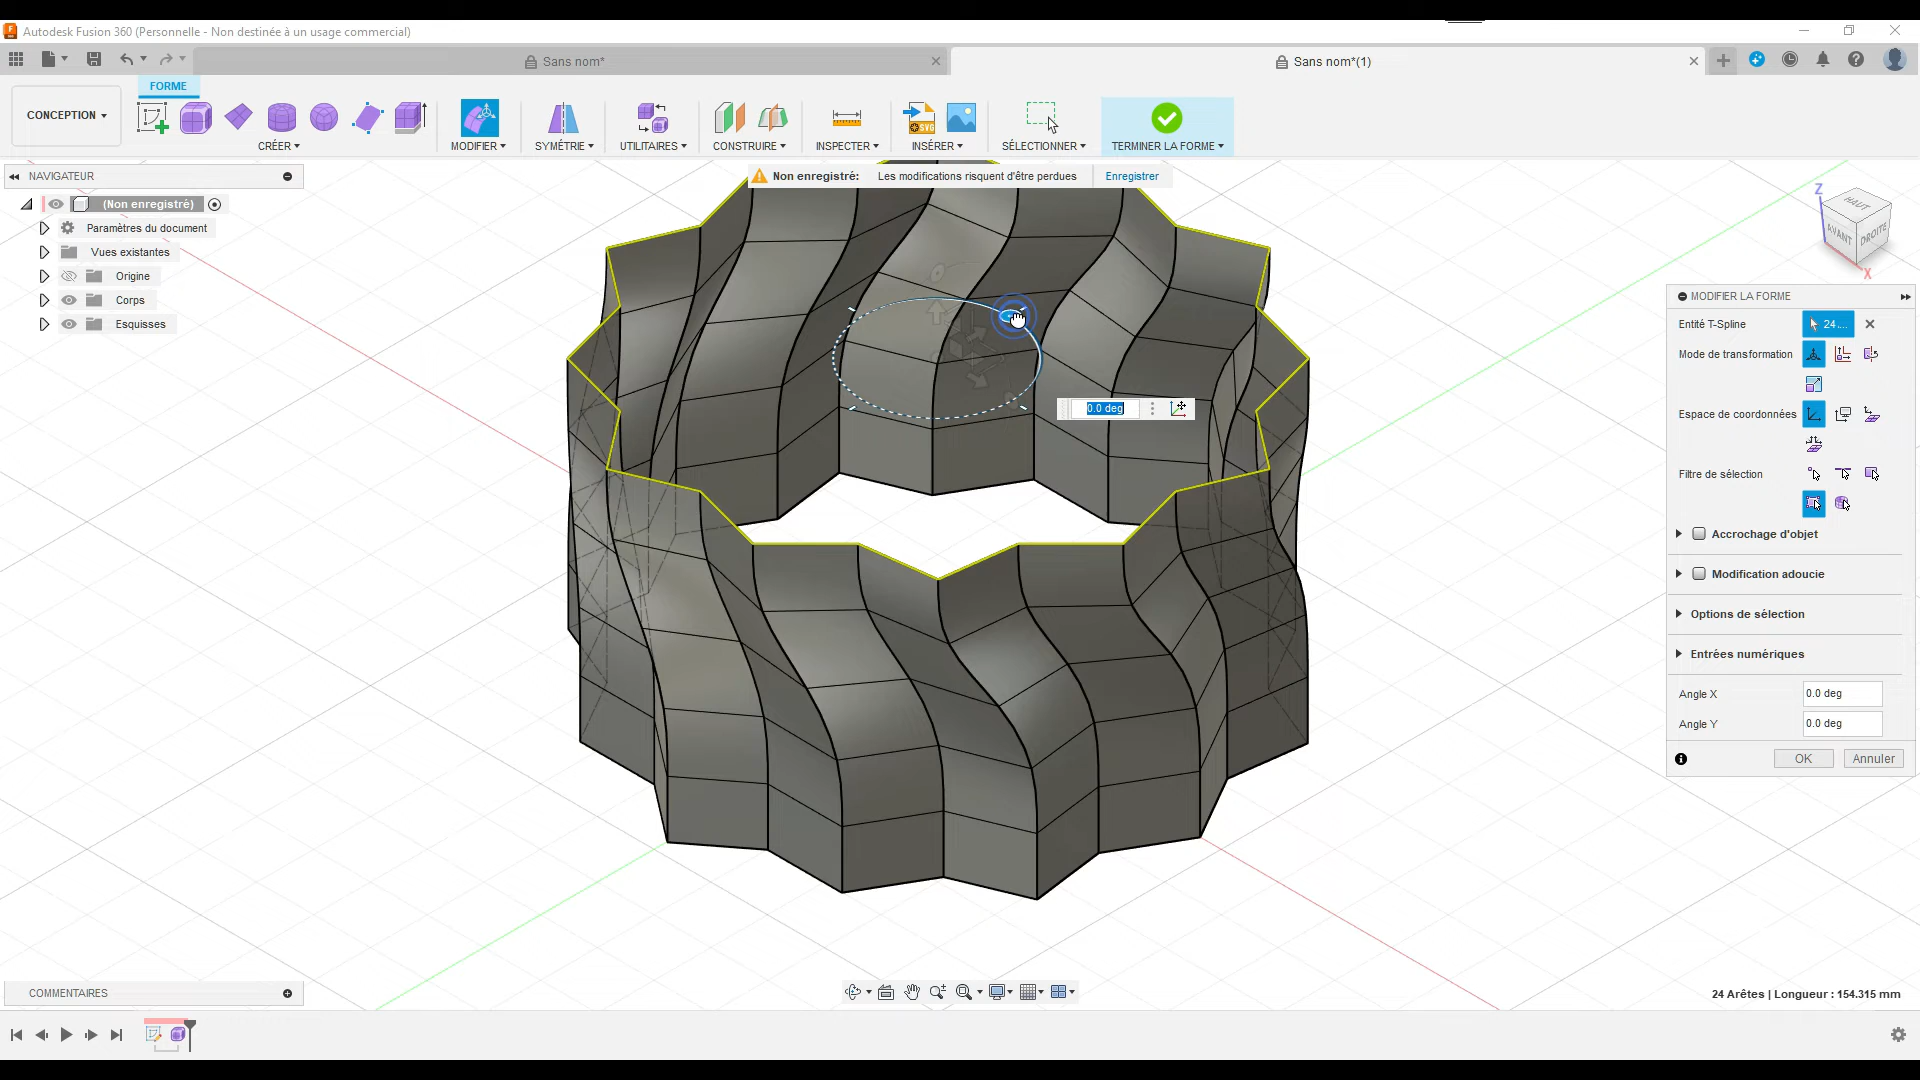 Autodesk Fusion 360 (Personnelle - Non destinée à un usage commercial)
Sans nom*
Sans nom*(1)
FORME
CONCEPTION
CRÉER
MODIFIER
SYMÉTRIE
UTILITAIRES
CONSTRUIRE
INSPECTER
INSÉRER
SÉLECTIONNER
TERMINER LA FORME
SVG
NAVIGATEUR
Non enregistré: Les modifications risquent d'être perdues Enregistrer
(Non enregistré)
Paramètres du document
Vues existantes
Origine
Corps
Esquisses
Z
HAUT
AVANT
DROITE
X
MODIFIER LA FORME
Entité T-Spline 24...
Mode de transformation
Espace de coordonnées
Filtre de sélection
Accrochage d'objet
Modification adoucie
Options de sélection
Entrées numériques
Angle X 0.0 deg
Angle Y 0.0 deg
OK Annuler
0.0 deg
COMMENTAIRES
24 Arêtes | Longueur : 154.315 mm